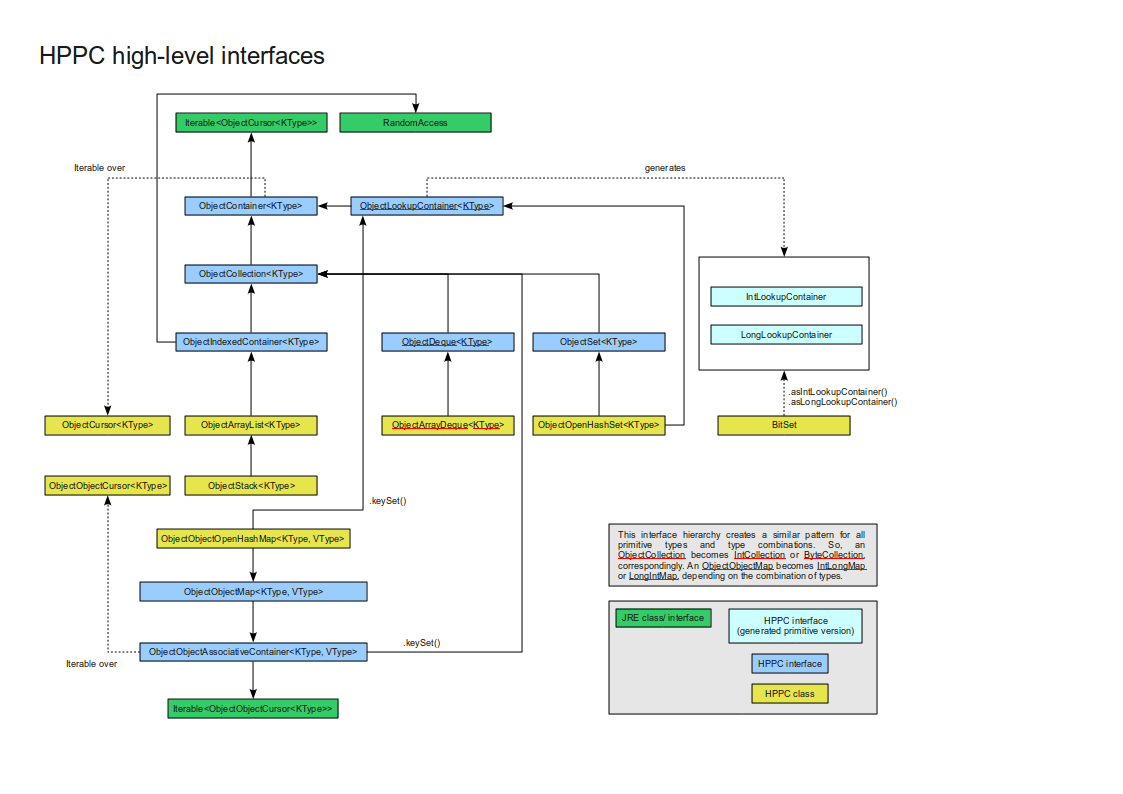 HPPC high-level interfaces
Iterable<ObjectCursor<KType>>
RandomAccess
Iterable over
generates
ObjectContainer<KType>
ObjectLookupContainer<KType>
ObjectCollection<KType>
IntLookupContainer
LongLookupContainer
ObjectIndexedContainer<KType>
ObjectDeque<KType>
ObjectSet<KType>
.asIntLookupContainer()
.asLongLookupContainer()
ObjectCursor<KType>
ObjectArrayList<KType>
ObjectArrayDeque<KType>
ObjectOpenHashSet<KType>
BitSet
ObjectObjectCursor<KType>
ObjectStack<KType>
.keySet()
ObjectObjectOpenHashMap<KType, VType>
ObjectObjectMap<KType, VType>
.keySet()
ObjectObjectAssociativeContainer<KType, VType>
Iterable over
Iterable<ObjectObjectCursor<KType>>
This interface hierarchy creates a similar pattern for all
primitive types and type combinations. So, an
ObjectCollection becomes IntCollection or ByteCollection,
correspondingly. An ObjectObjectMap becomes IntLongMap
or LongIntMap, depending on the combination of types.
JRE class/ interface
HPPC interface
(generated primitive version)
HPPC interface
HPPC class